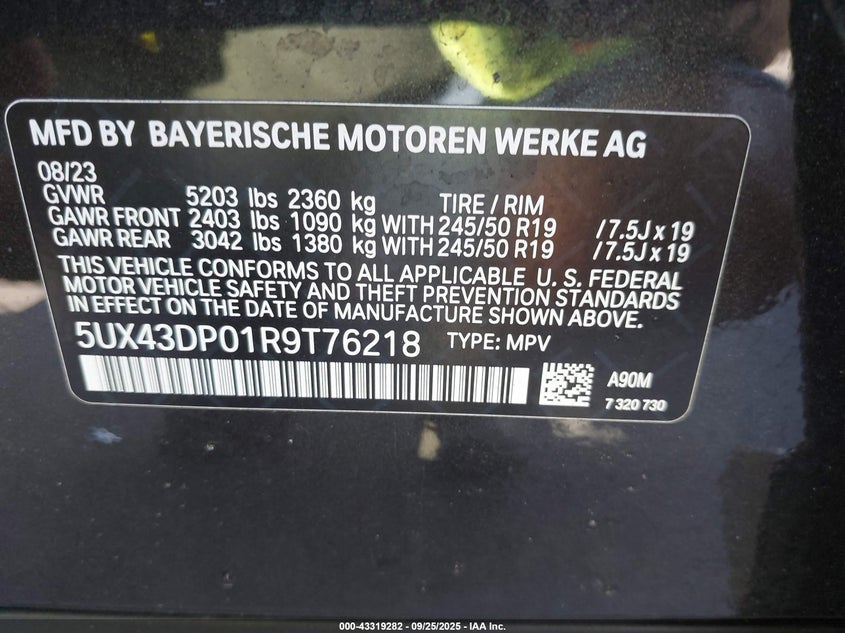 MFD BY BAYERISCHE MOTOREN WERKE AG
08/23
GVWR 5203 lbs 2360 kg TIRE / RIM
GAWR FRONT 2403 lbs 1090 kg WITH 245/50 R19 / 7.5J x 19
GAWR REAR 3042 lbs 1380 kg WITH 245/50 R19 / 7.5J x 19
THIS VEHICLE CONFORMS TO ALL APPLICABLE U. S. FEDERAL
MOTOR VEHICLE SAFETY AND THEFT PREVENTION STANDARDS
IN EFFECT ON THE DATE OF MANUFACTURE SHOWN ABOVE.
5UX43DP01R9T76218 TYPE: MPV
A90M
7 320 730
000-43319282 - 09/25/2025 - IAA Inc.